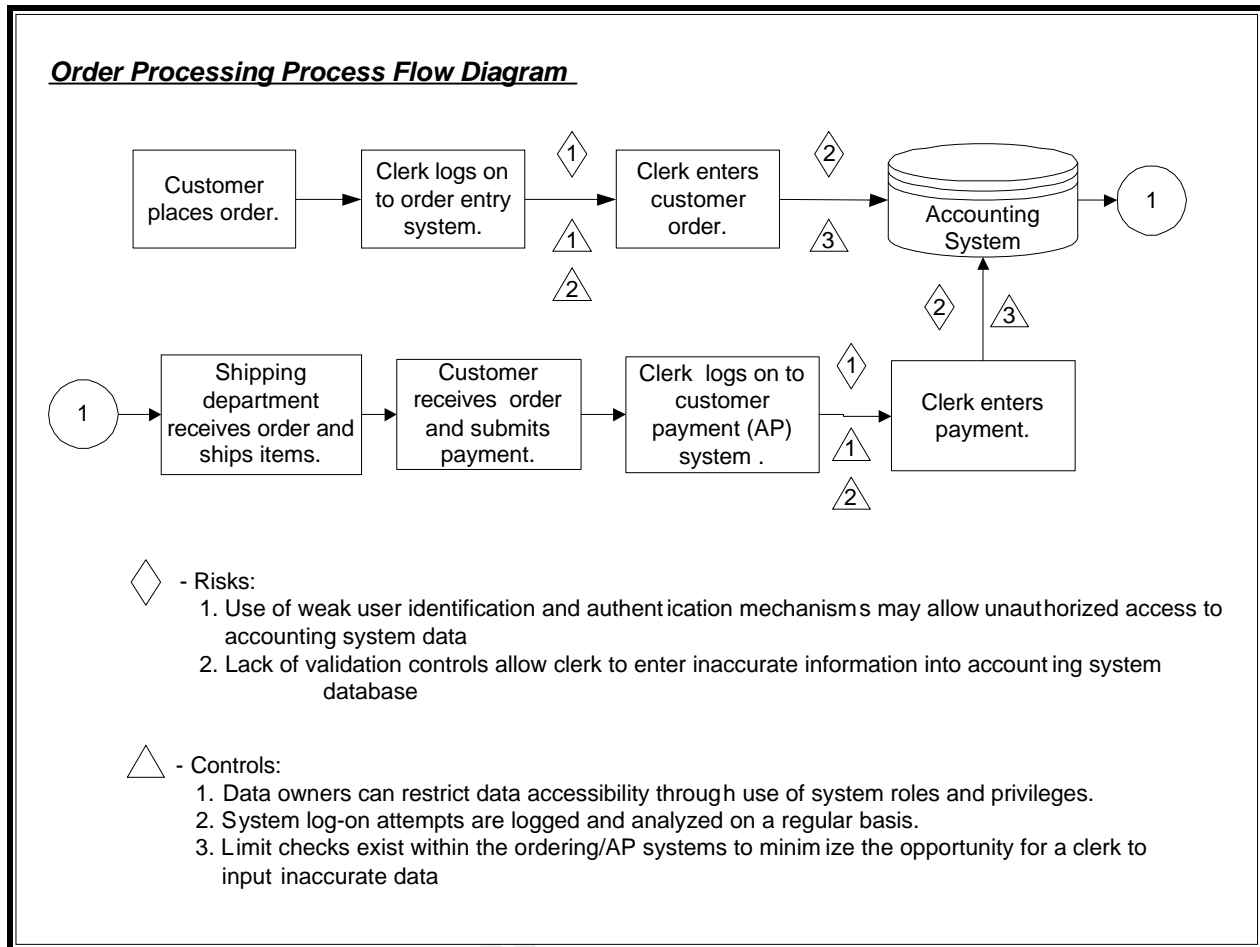 Order Processing Process Flow Diagram
Customer
places order.
Clerk logs on
to order entry
system.
1
1
2
Clerk enters
customer
order.
2
3
Accounting
System
1
1
Shipping
department
receives order and
ships items.
Customer
receives order
and submits
payment.
Clerk logs on to
customer
payment (AP)
system .
1
1
2
Clerk enters
payment.
2
3
- Risks:
1. Use of weak user identification and authentication mechanisms may allow unauthorized access to
accounting system data
2. Lack of validation controls allow clerk to enter inaccurate information into accounting system
database
- Controls:
1. Data owners can restrict data accessibility through use of system roles and privileges.
2. System log-on attempts are logged and analyzed on a regular basis.
3. Limit checks exist within the ordering/AP systems to minimize the opportunity for a clerk to
input inaccurate data